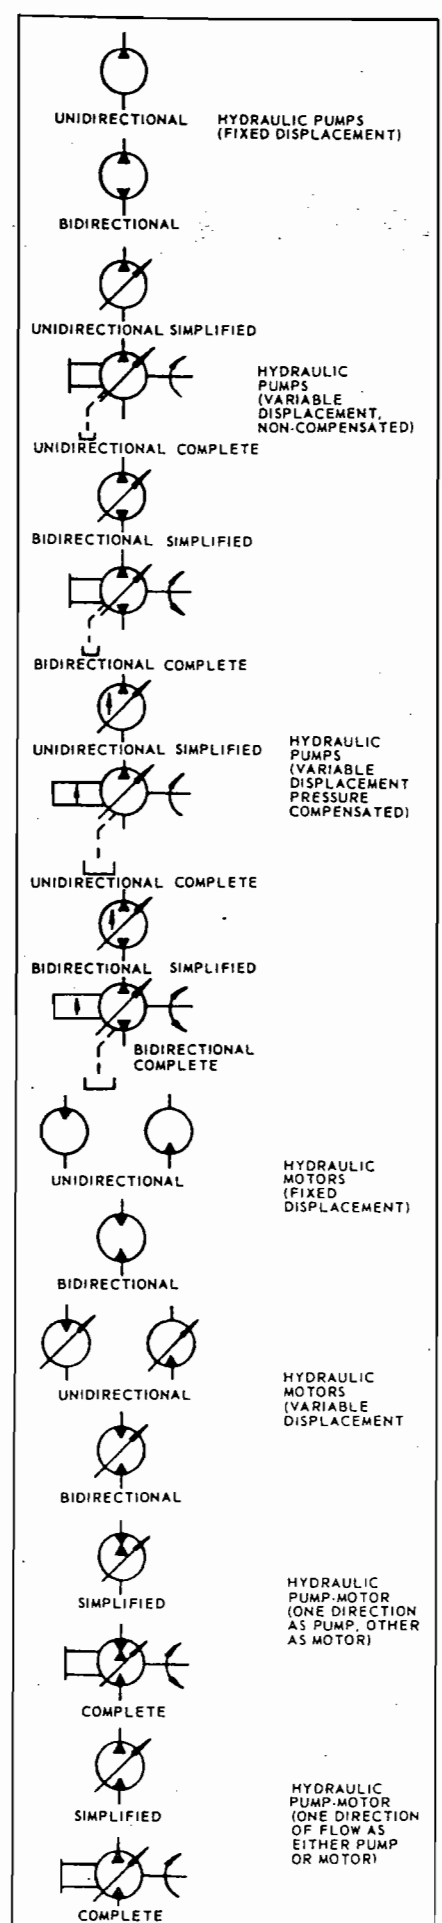 UNIDIRECTIONAL
HYDRAULIC PUMPS
(FIXED DISPLACEMENT)
BIDIRECTIONAL
UNIDIRECTIONAL SIMPLIFIED
HYDRAULIC
PUMPS
(VARIABLE
DISPLACEMENT,
NON-COMPENSATED)
UNIDIRECTIONAL COMPLETE
BIDIRECTIONAL SIMPLIFIED
BIDIRECTIONAL COMPLETE
UNIDIRECTIONAL SIMPLIFIED
HYDRAULIC
PUMPS
(VARIABLE
DISPLACEMENT
PRESSURE
COMPENSATED)
UNIDIRECTIONAL COMPLETE
BIDIRECTIONAL SIMPLIFIED
BIDIRECTIONAL
COMPLETE
UNIDIRECTIONAL
HYDRAULIC
MOTORS
(FIXED
DISPLACEMENT)
BIDIRECTIONAL
UNIDIRECTIONAL
HYDRAULIC
MOTORS
(VARIABLE
DISPLACEMENT
BIDIRECTIONAL
SIMPLIFIED
HYDRAULIC
PUMP-MOTOR
(ONE DIRECTION
AS PUMP, OTHER
AS MOTOR)
COMPLETE
SIMPLIFIED
HYDRAULIC
PUMP-MOTOR
(ONE DIRECTION
OF FLOW AS
EITHER PUMP
OR MOTOR)
COMPLETE